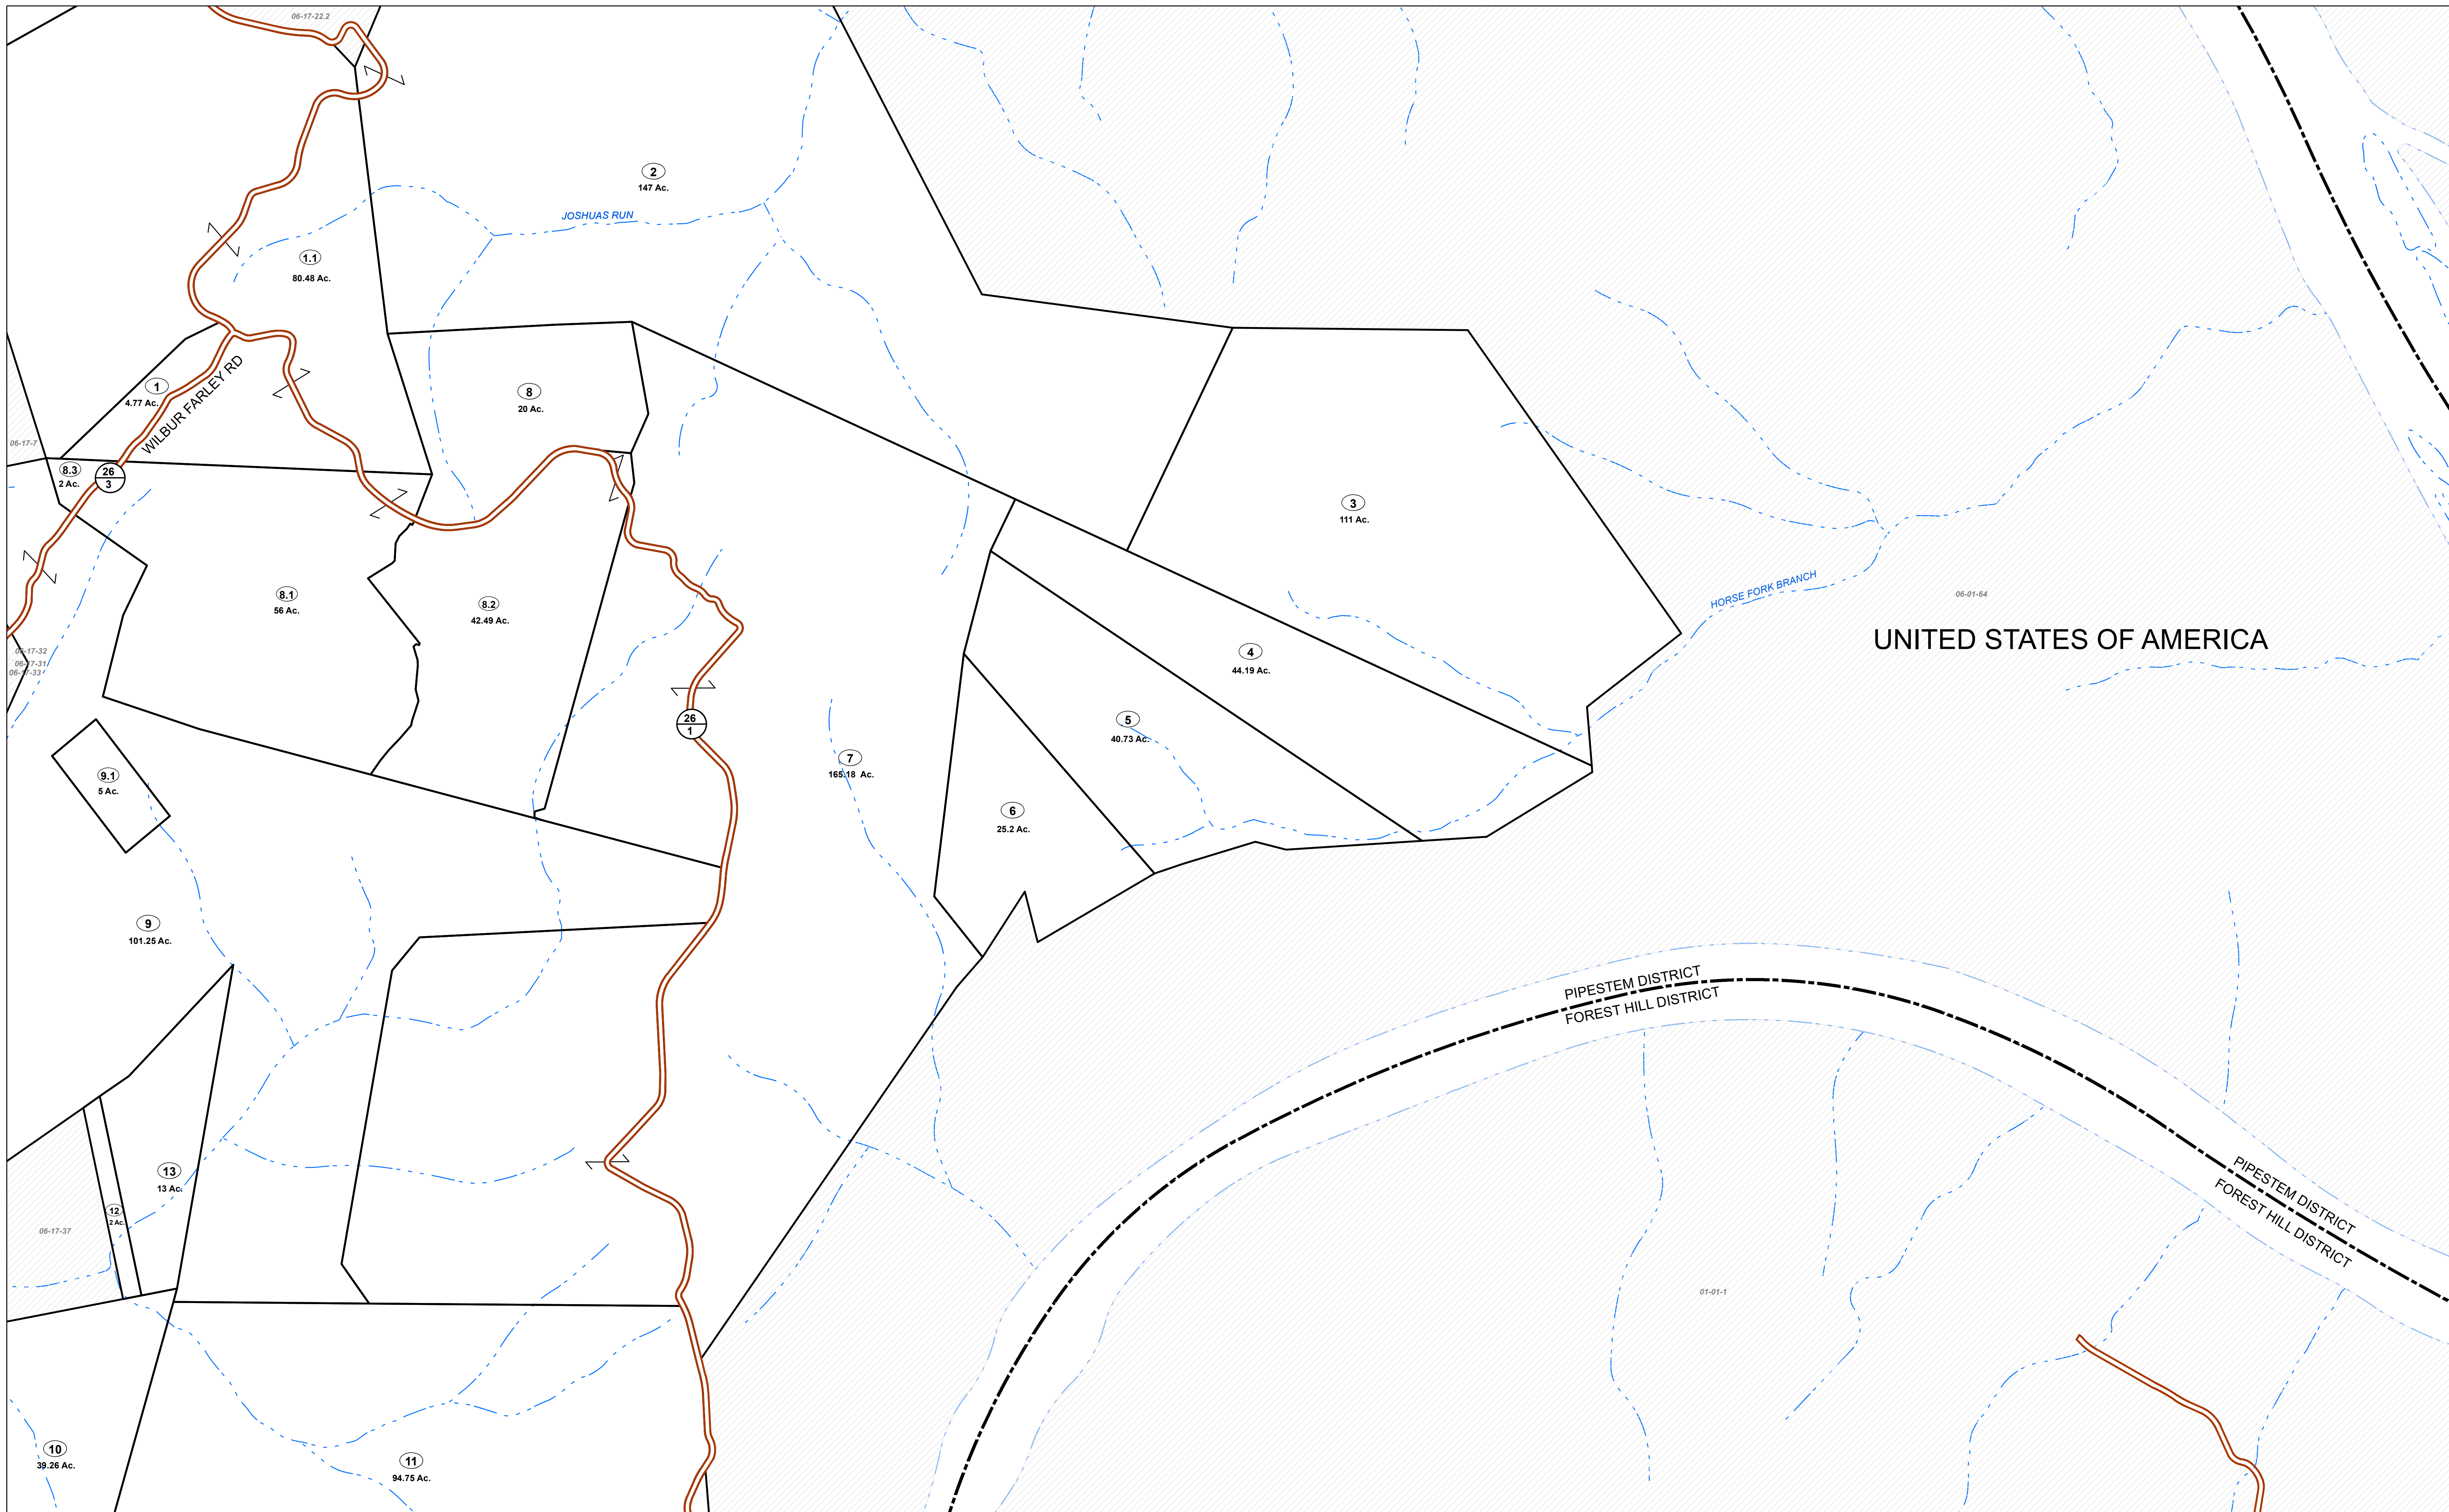 06-17-22.2
2
147 Ac.
JOSHUAS RUN
1.1
80.48 Ac.
1
4.77 Ac.
WILBUR FARLEY RD
8
20 Ac.
06-17-7
8.3
2 Ac.
26
3
3
111 Ac.
8.1
56 Ac.
8.2
42.49 Ac.
HORSE FORK BRANCH
06-01-64
UNITED STATES OF AMERICA
06-17-32
06-17-31
06-17-33
4
44.19 Ac.
26
1
5
40.73 Ac.
7
165.18 Ac.
9.1
5 Ac.
6
25.2 Ac.
9
101.25 Ac.
PIPESTEM DISTRICT
FOREST HILL DISTRICT
13
13 Ac.
12
2 Ac.
06-17-37
PIPESTEM DISTRICT
FOREST HILL DISTRICT
01-01-1
10
39.26 Ac.
11
94.75 Ac.